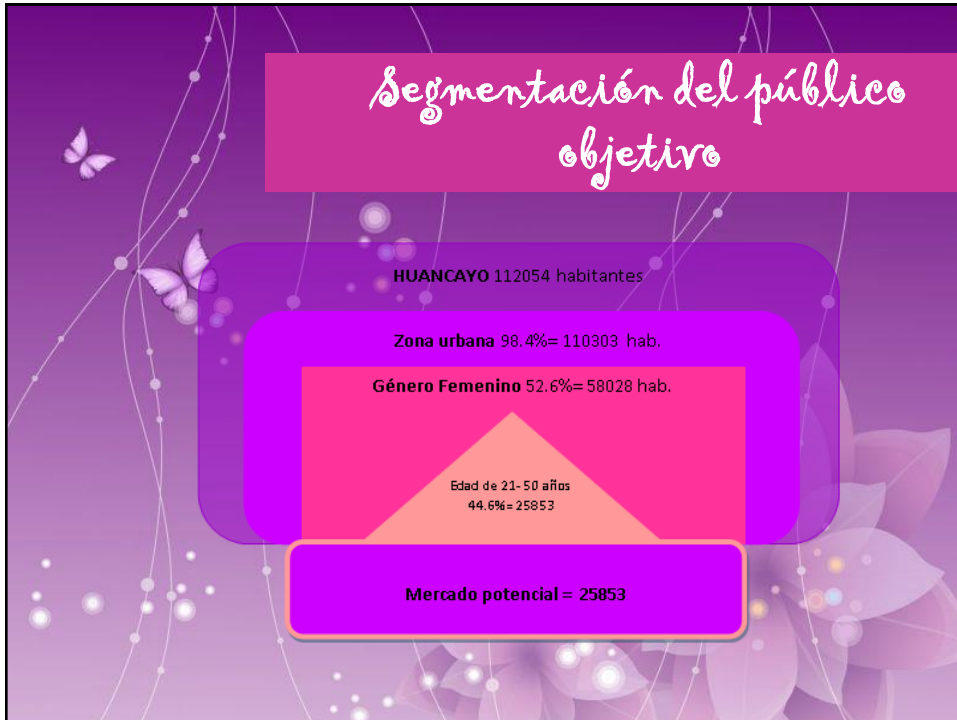 Segmentación del público
objetivo
HUANCAYO 112054 habitantes
Zona urbana 98.4%= 110303 hab.
Género Femenino 52.6%= 58028 hab.
Edad de 21- 50 años
44.6%= 25853
Mercado potencial = 25853